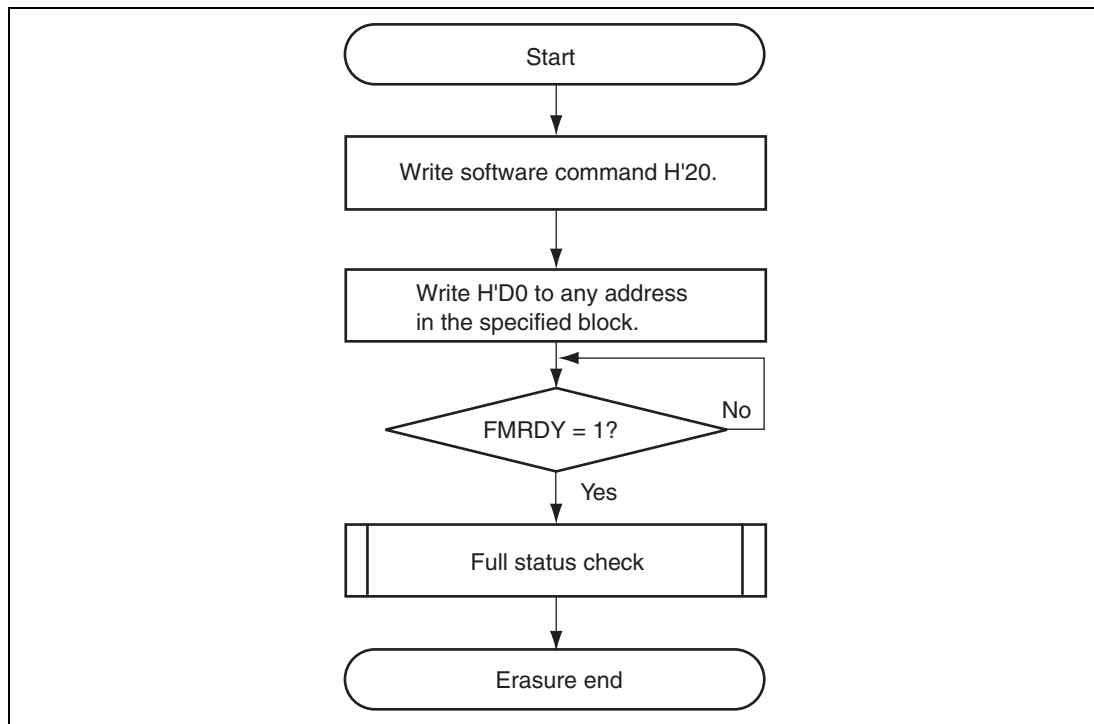 Start
Write software command H'20.
Write H'D0 to any address
in the specified block.
No
FMRDY = 1?
Yes
Full status check
Erasure end